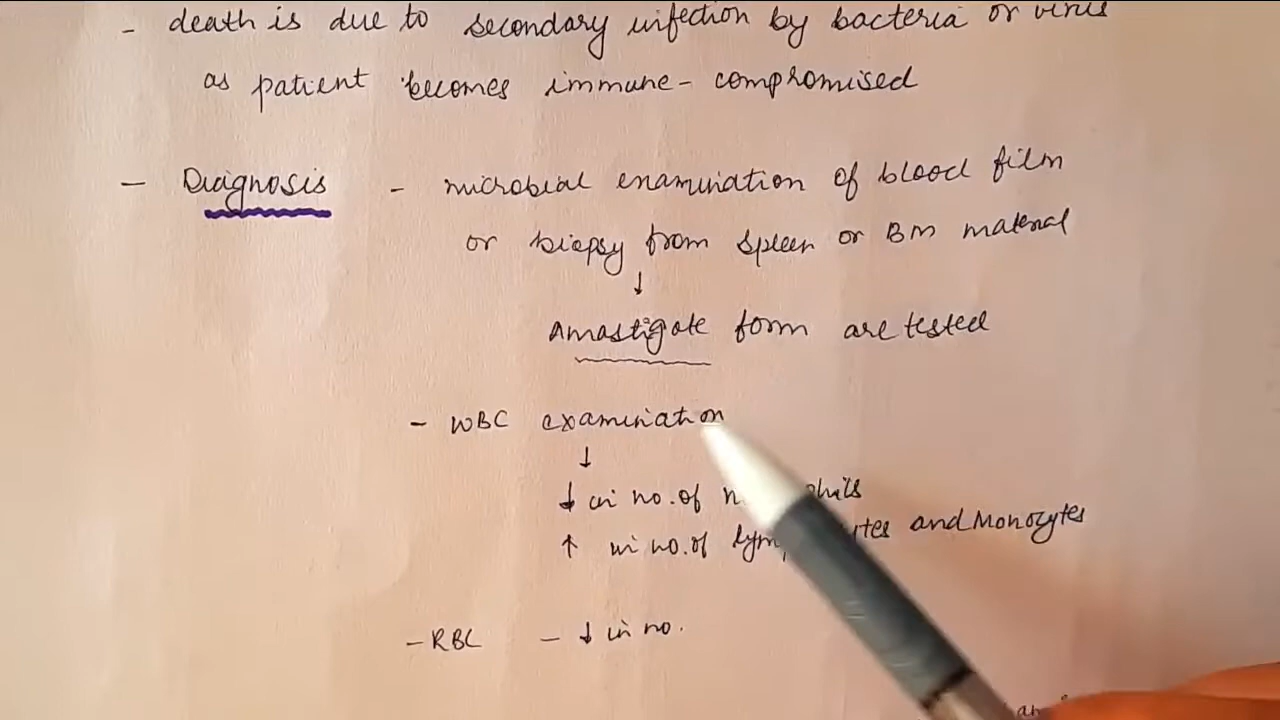 - death is due to secondary infection by bacteria or virus
as patient becomes immune-compromised
- Diagnosis - microbial enamination of blood film
or biopsy from spleen or BM material
↓
Amastigate form are tested
- WBC examination
↓
↓ in no. of
↑ in no. of and Monocytes
- RBC - ↓ in no.